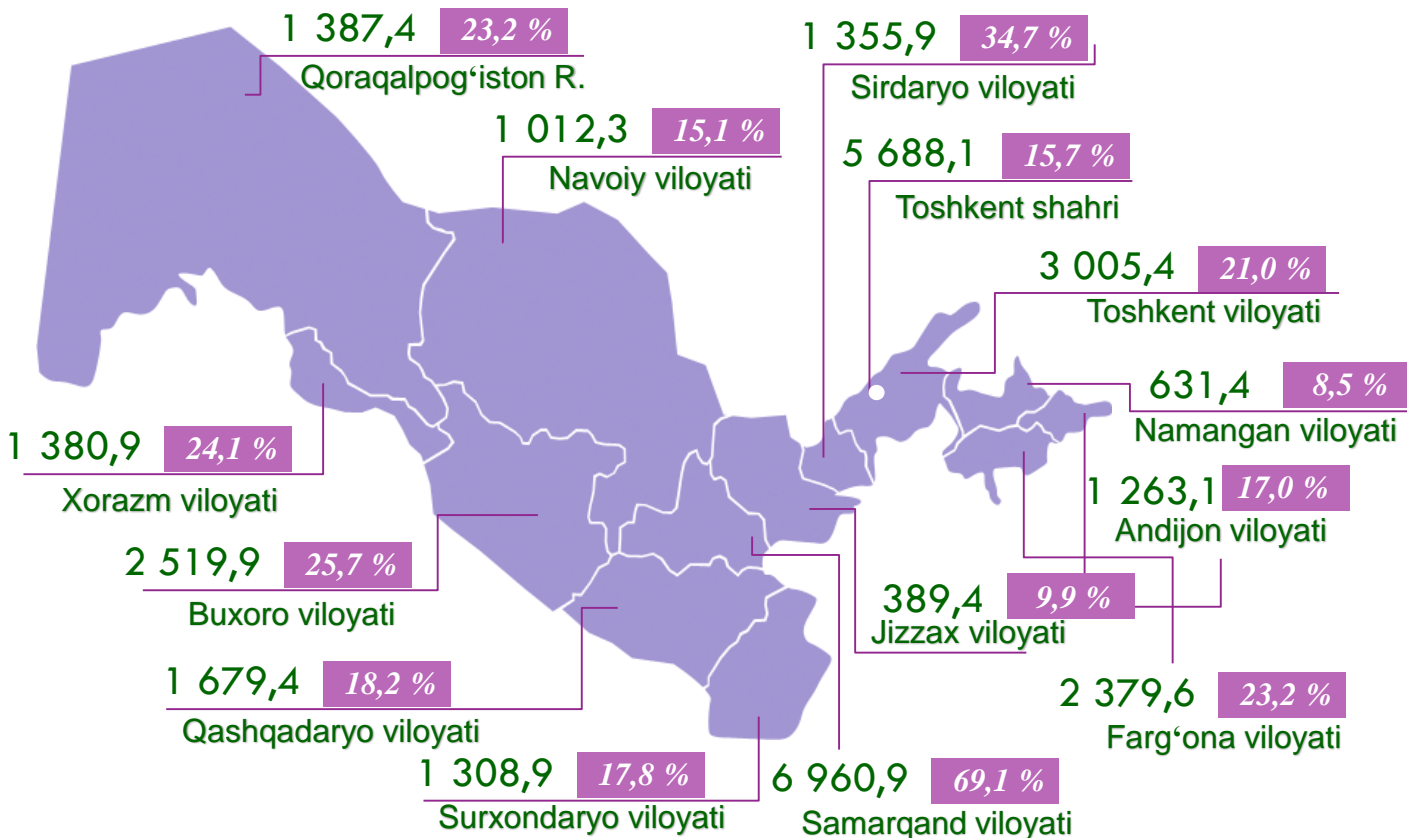 1 387,4 23,2 %
Qoraqalpog‘iston R.
1 355,9 34,7 %
Sirdaryo viloyati
1 012,3 15,1 %
Navoiy viloyati
5 688,1 15,7 %
Toshkent shahri
3 005,4 21,0 %
Toshkent viloyati
631,4 8,5 %
Namangan viloyati
1 380,9 24,1 %
Xorazm viloyati
1 263,1 17,0 %
Andijon viloyati
2 519,9 25,7 %
Buxoro viloyati
389,4 9,9 %
Jizzax viloyati
1 679,4 18,2 %
Qashqadaryo viloyati
2 379,6 23,2 %
Farg‘ona viloyati
1 308,9 17,8 %
Surxondaryo viloyati
6 960,9 69,1 %
Samarqand viloyati